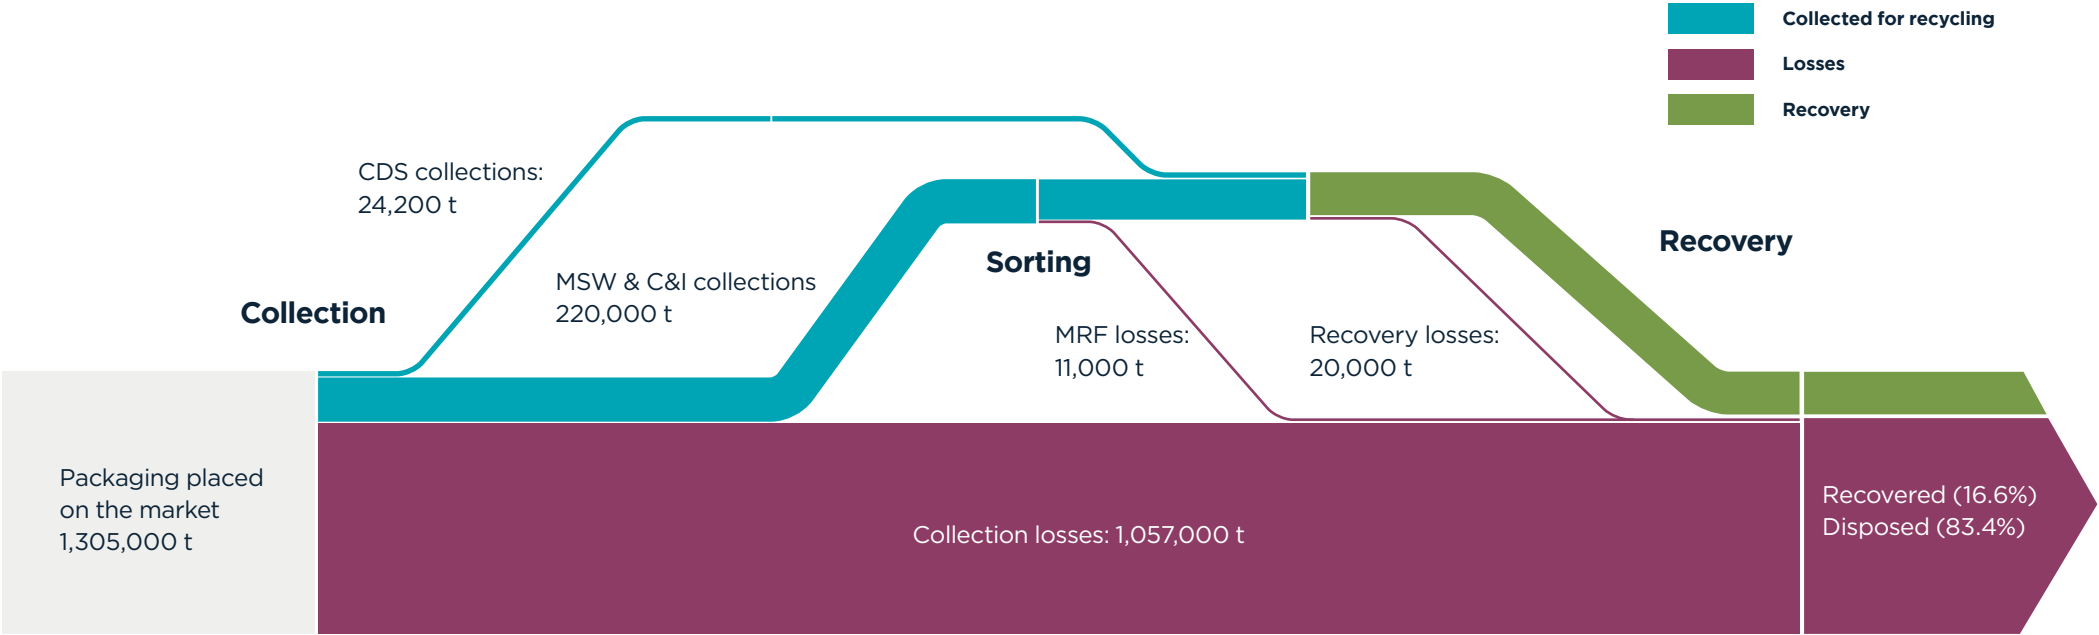 Collected for recycling
Losses
Recovery
CDS collections:
24,200 t
MSW & C&I collections
220,000 t
Collection
Sorting
Recovery
MRF losses:
11,000 t
Recovery losses:
20,000 t
Packaging placed
on the market
1,305,000 t
Collection losses: 1,057,000 t
Recovered (16.6%)
Disposed (83.4%)